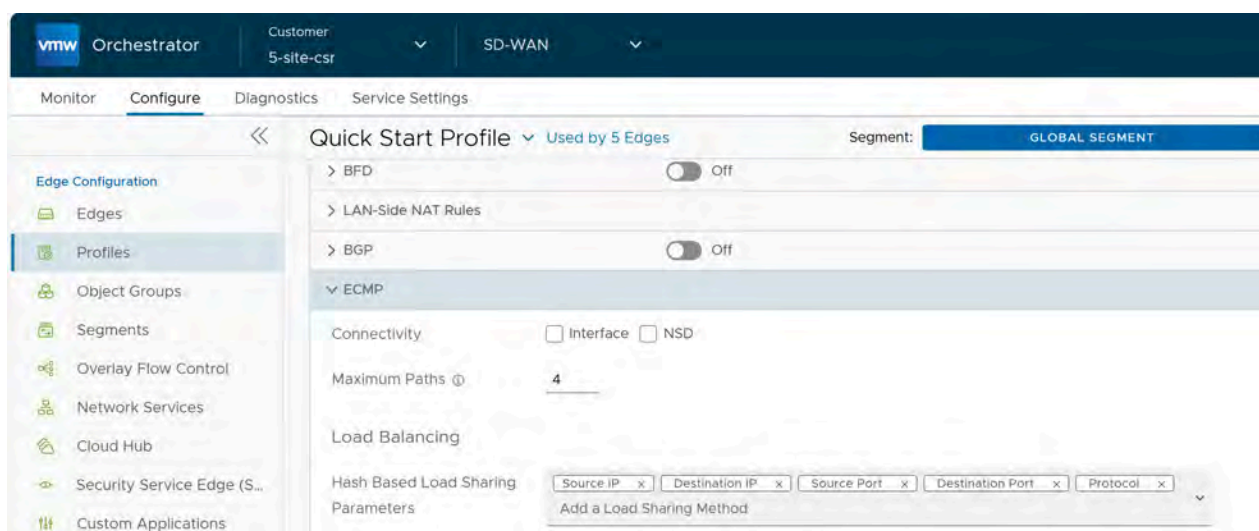 vmw Orchestrator
Customer
5-site-csr
SD-WAN
Monitor Configure Diagnostics Service Settings
Quick Start Profile Used by 5 Edges Segment: GLOBAL SEGMENT
Edge Configuration
Edges
Profiles
Object Groups
Segments
Overlay Flow Control
Network Services
Cloud Hub
Security Service Edge (S...
Custom Applications
BFD Off
LAN-Side NAT Rules
BGP Off
ECMP
Connectivity Interface NSD
Maximum Paths 4
Load Balancing
Hash Based Load Sharing
Parameters
Source IP x Destination IP x Source Port x Destination Port x Protocol x
Add a Load Sharing Method